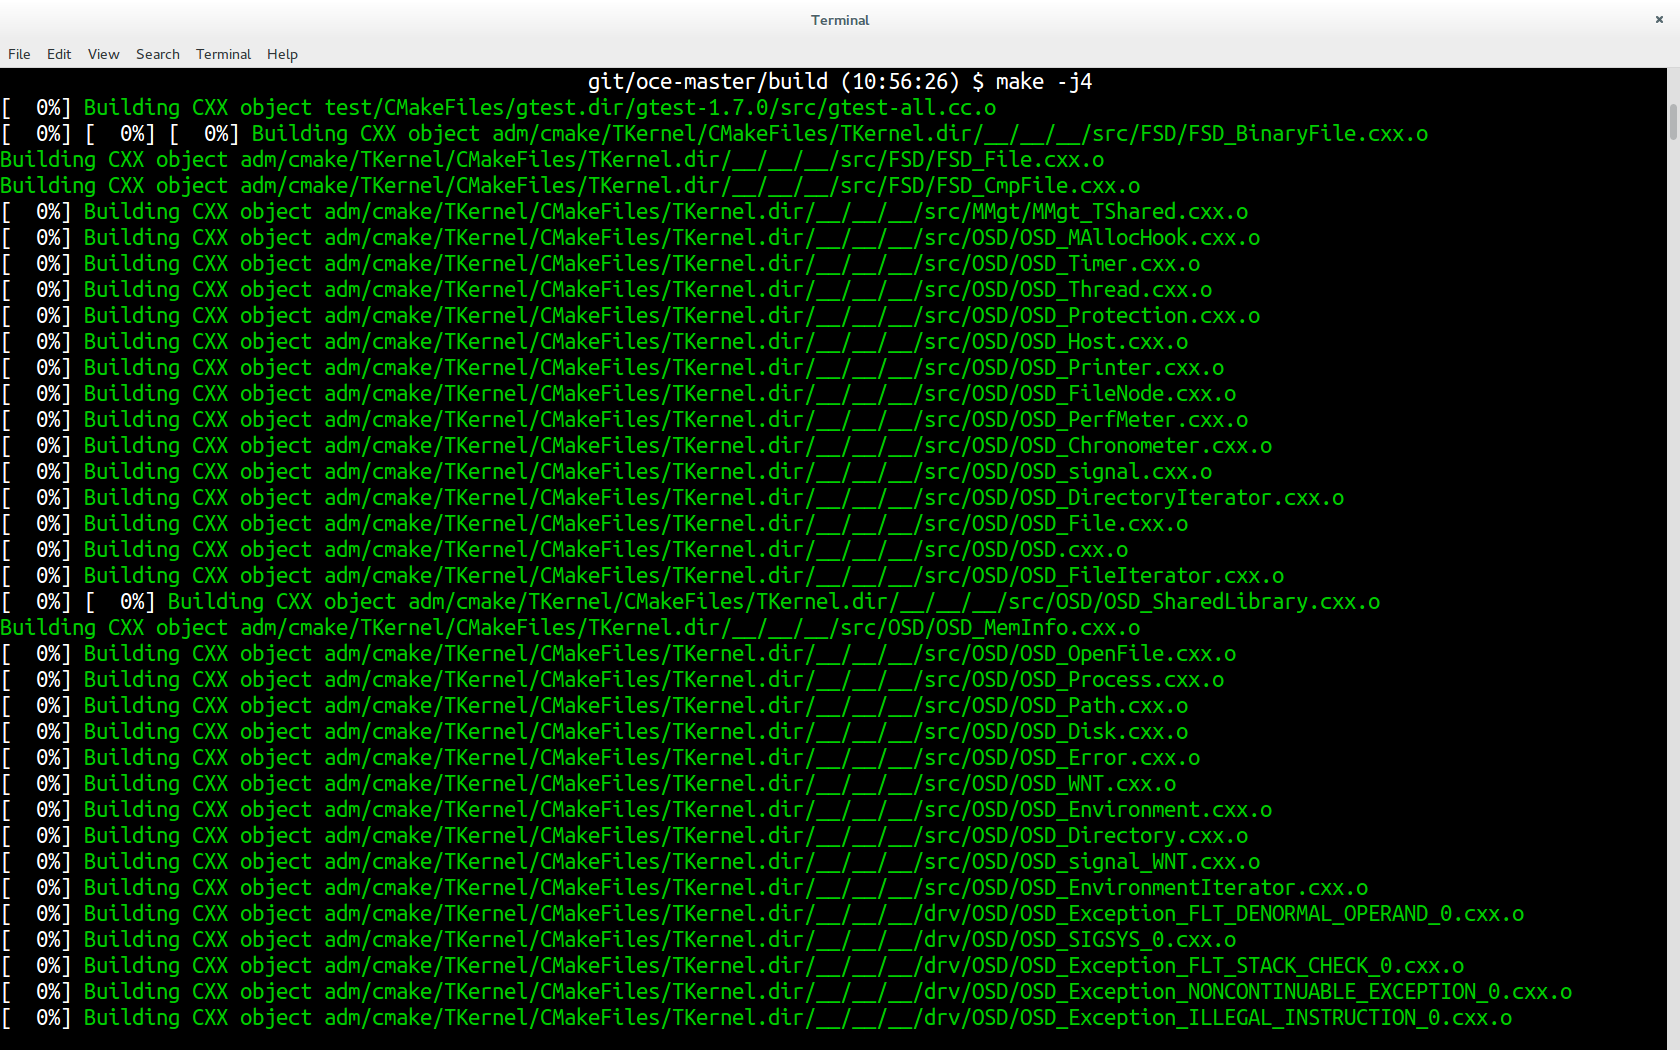 Terminal
×
File Edit View Search Terminal Help
git/oce-master/build (10:56:26) $ make -j4
[  0%] Building CXX object test/CMakeFiles/gtest.dir/gtest-1.7.0/src/gtest-all.cc.o
[  0%] [  0%] [  0%] Building CXX object adm/cmake/TKernel/CMakeFiles/TKernel.dir/__/__/__/src/FSD/FSD_BinaryFile.cxx.o
Building CXX object adm/cmake/TKernel/CMakeFiles/TKernel.dir/__/__/__/src/FSD/FSD_File.cxx.o
Building CXX object adm/cmake/TKernel/CMakeFiles/TKernel.dir/__/__/__/src/FSD/FSD_CmpFile.cxx.o
[  0%] Building CXX object adm/cmake/TKernel/CMakeFiles/TKernel.dir/__/__/__/src/MMgt/MMgt_TShared.cxx.o
[  0%] Building CXX object adm/cmake/TKernel/CMakeFiles/TKernel.dir/__/__/__/src/OSD/OSD_MAllocHook.cxx.o
[  0%] Building CXX object adm/cmake/TKernel/CMakeFiles/TKernel.dir/__/__/__/src/OSD/OSD_Timer.cxx.o
[  0%] Building CXX object adm/cmake/TKernel/CMakeFiles/TKernel.dir/__/__/__/src/OSD/OSD_Thread.cxx.o
[  0%] Building CXX object adm/cmake/TKernel/CMakeFiles/TKernel.dir/__/__/__/src/OSD/OSD_Protection.cxx.o
[  0%] Building CXX object adm/cmake/TKernel/CMakeFiles/TKernel.dir/__/__/__/src/OSD/OSD_Host.cxx.o
[  0%] Building CXX object adm/cmake/TKernel/CMakeFiles/TKernel.dir/__/__/__/src/OSD/OSD_Printer.cxx.o
[  0%] Building CXX object adm/cmake/TKernel/CMakeFiles/TKernel.dir/__/__/__/src/OSD/OSD_FileNode.cxx.o
[  0%] Building CXX object adm/cmake/TKernel/CMakeFiles/TKernel.dir/__/__/__/src/OSD/OSD_PerfMeter.cxx.o
[  0%] Building CXX object adm/cmake/TKernel/CMakeFiles/TKernel.dir/__/__/__/src/OSD/OSD_Chronometer.cxx.o
[  0%] Building CXX object adm/cmake/TKernel/CMakeFiles/TKernel.dir/__/__/__/src/OSD/OSD_signal.cxx.o
[  0%] Building CXX object adm/cmake/TKernel/CMakeFiles/TKernel.dir/__/__/__/src/OSD/OSD_DirectoryIterator.cxx.o
[  0%] Building CXX object adm/cmake/TKernel/CMakeFiles/TKernel.dir/__/__/__/src/OSD/OSD_File.cxx.o
[  0%] Building CXX object adm/cmake/TKernel/CMakeFiles/TKernel.dir/__/__/__/src/OSD/OSD.cxx.o
[  0%] Building CXX object adm/cmake/TKernel/CMakeFiles/TKernel.dir/__/__/__/src/OSD/OSD_FileIterator.cxx.o
[  0%] [  0%] Building CXX object adm/cmake/TKernel/CMakeFiles/TKernel.dir/__/__/__/src/OSD/OSD_SharedLibrary.cxx.o
Building CXX object adm/cmake/TKernel/CMakeFiles/TKernel.dir/__/__/__/src/OSD/OSD_MemInfo.cxx.o
[  0%] Building CXX object adm/cmake/TKernel/CMakeFiles/TKernel.dir/__/__/__/src/OSD/OSD_OpenFile.cxx.o
[  0%] Building CXX object adm/cmake/TKernel/CMakeFiles/TKernel.dir/__/__/__/src/OSD/OSD_Process.cxx.o
[  0%] Building CXX object adm/cmake/TKernel/CMakeFiles/TKernel.dir/__/__/__/src/OSD/OSD_Path.cxx.o
[  0%] Building CXX object adm/cmake/TKernel/CMakeFiles/TKernel.dir/__/__/__/src/OSD/OSD_Disk.cxx.o
[  0%] Building CXX object adm/cmake/TKernel/CMakeFiles/TKernel.dir/__/__/__/src/OSD/OSD_Error.cxx.o
[  0%] Building CXX object adm/cmake/TKernel/CMakeFiles/TKernel.dir/__/__/__/src/OSD/OSD_WNT.cxx.o
[  0%] Building CXX object adm/cmake/TKernel/CMakeFiles/TKernel.dir/__/__/__/src/OSD/OSD_Environment.cxx.o
[  0%] Building CXX object adm/cmake/TKernel/CMakeFiles/TKernel.dir/__/__/__/src/OSD/OSD_Directory.cxx.o
[  0%] Building CXX object adm/cmake/TKernel/CMakeFiles/TKernel.dir/__/__/__/src/OSD/OSD_signal_WNT.cxx.o
[  0%] Building CXX object adm/cmake/TKernel/CMakeFiles/TKernel.dir/__/__/__/src/OSD/OSD_EnvironmentIterator.cxx.o
[  0%] Building CXX object adm/cmake/TKernel/CMakeFiles/TKernel.dir/__/__/__/drv/OSD/OSD_Exception_FLT_DENORMAL_OPERAND_0.cxx.o
[  0%] Building CXX object adm/cmake/TKernel/CMakeFiles/TKernel.dir/__/__/__/drv/OSD/OSD_SIGSYS_0.cxx.o
[  0%] Building CXX object adm/cmake/TKernel/CMakeFiles/TKernel.dir/__/__/__/drv/OSD/OSD_Exception_FLT_STACK_CHECK_0.cxx.o
[  0%] Building CXX object adm/cmake/TKernel/CMakeFiles/TKernel.dir/__/__/__/drv/OSD/OSD_Exception_NONCONTINUABLE_EXCEPTION_0.cxx.o
[  0%] Building CXX object adm/cmake/TKernel/CMakeFiles/TKernel.dir/__/__/__/drv/OSD/OSD_Exception_ILLEGAL_INSTRUCTION_0.cxx.o